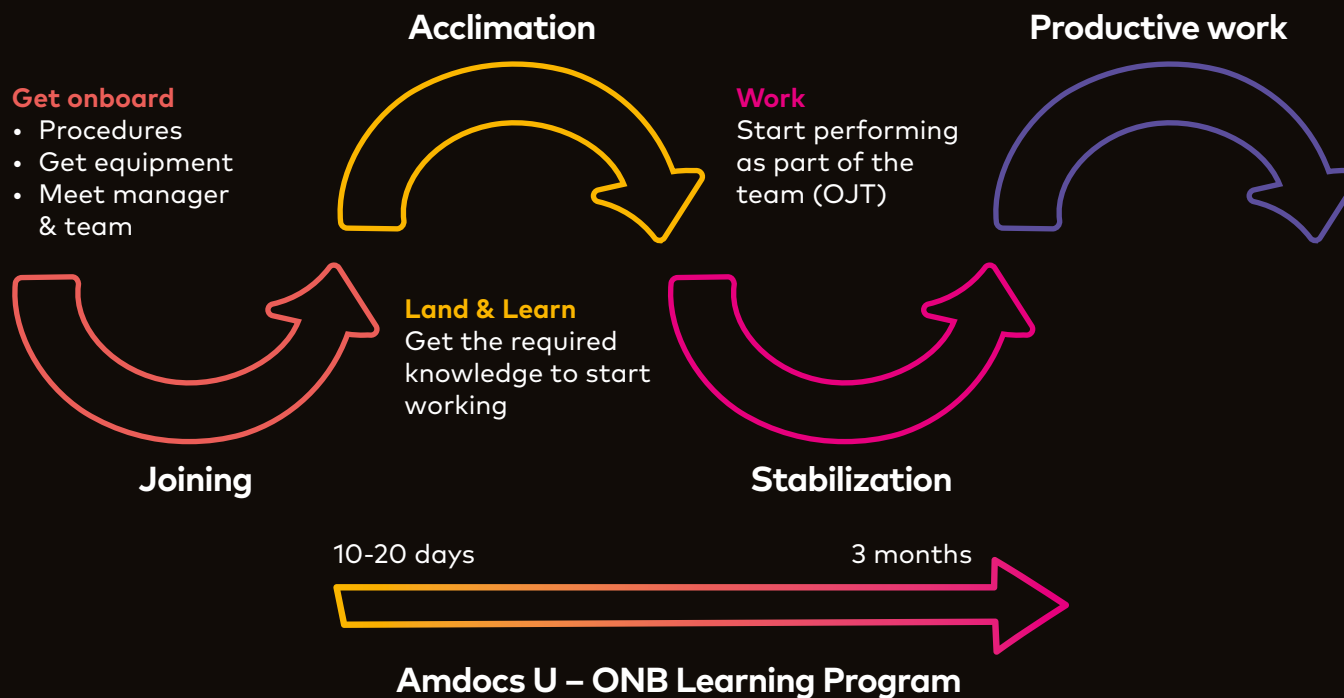 Acclimation
Productive work
Get onboard
• Procedures
• Get equipment
• Meet manager
& team
Work
Start performing
as part of the
team (OJT)
Land & Learn
Get the required
knowledge to start
working
Joining
Stabilization
10-20 days
3 months
Amdocs U – ONB Learning Program